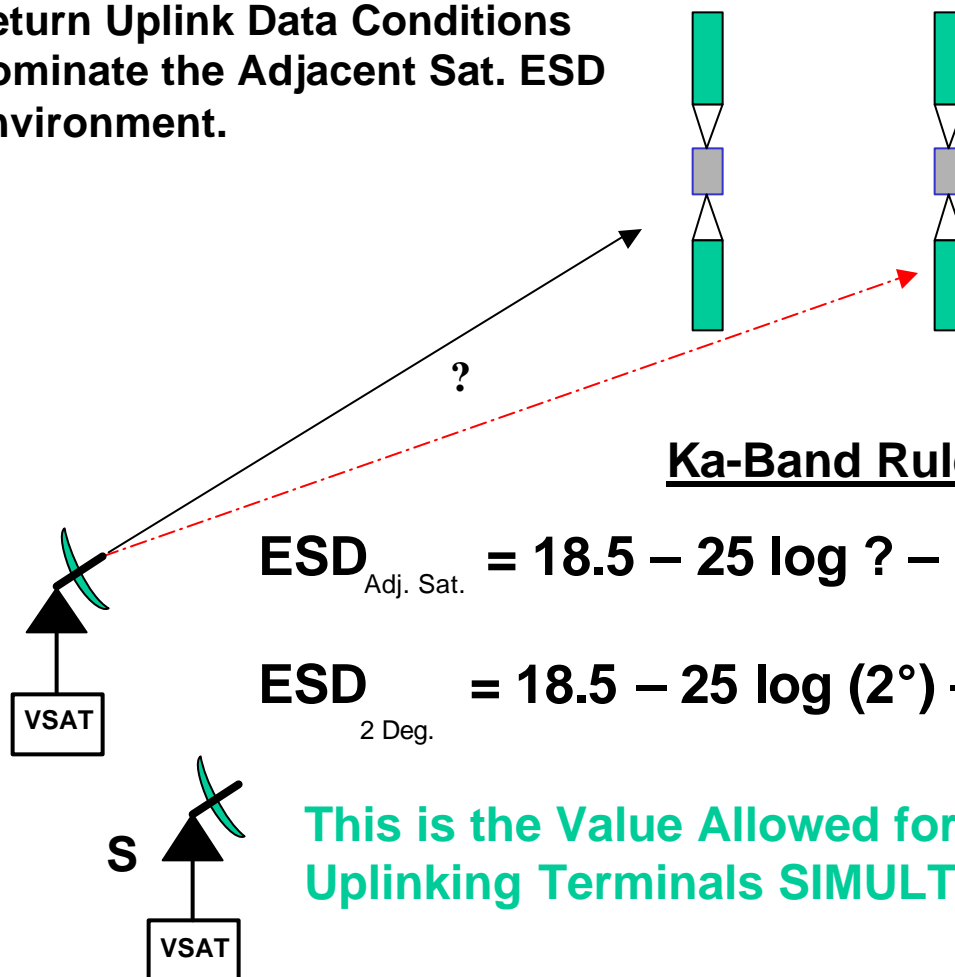 eturn Uplink Data Conditions
ominate the Adjacent Sat. ESD
nvironment.
?
Ka-Band Rul
ESD Adj. Sat. = 18.5 – 25 log ? –
ESD 2 Deg. = 18.5 – 25 log (2°) -
VSAT
This is the Value Allowed for
S
Uplinking Terminals SIMULT
VSAT